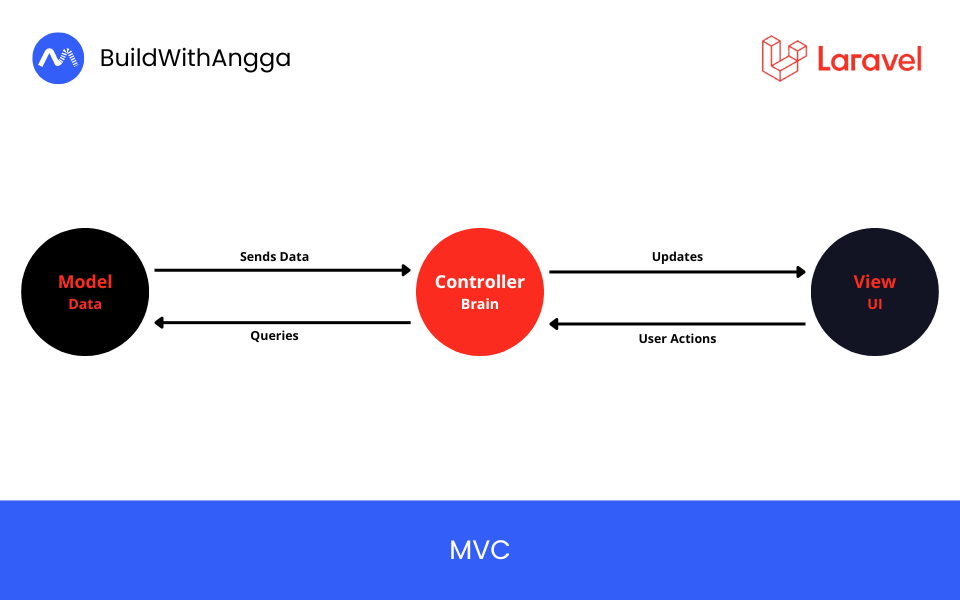 BuildWithAngga
Laravel
Sends Data
Updates
Model
Data
Controller
Brain
View
UI
Queries
User Actions
MVC